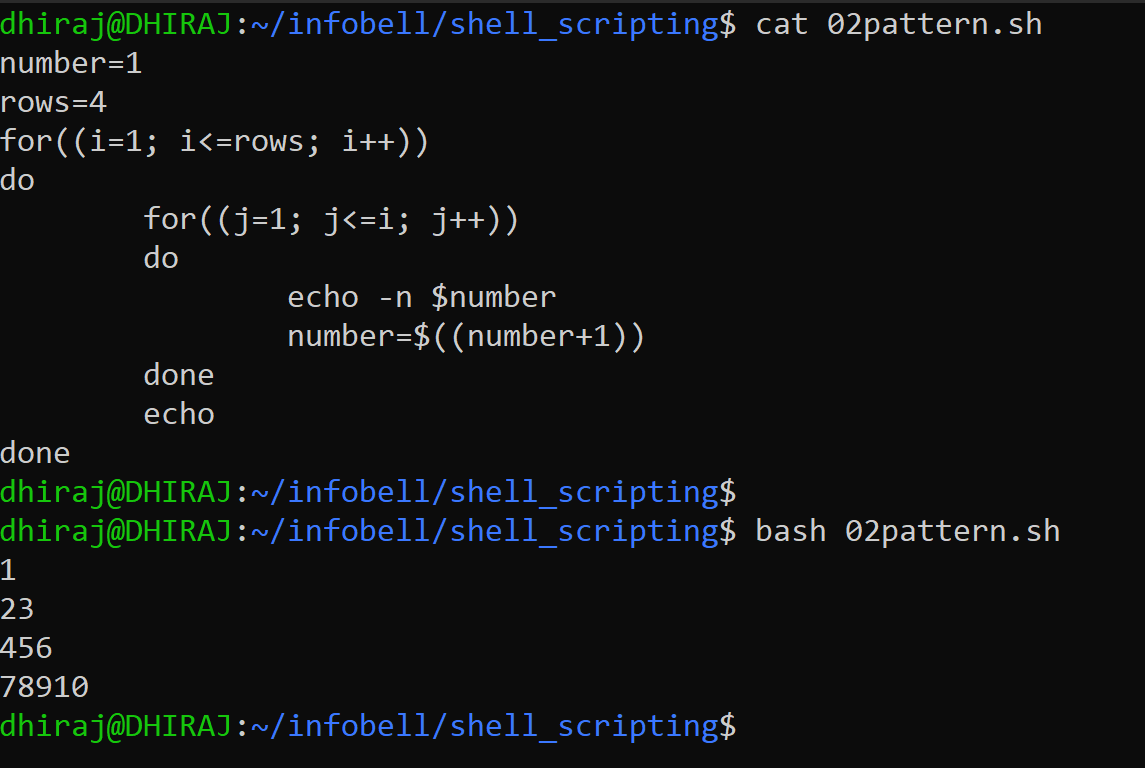 dhiraj@DHIRAJ:~/infobell/shell_scripting$ cat 02pattern.sh
number=1
rows=4
for((i=1; i<=rows; i++))
do
        for((j=1; j<=i; j++))
        do
                echo -n $number
                number=$((number+1))
        done
        echo
done
dhiraj@DHIRAJ:~/infobell/shell_scripting$
dhiraj@DHIRAJ:~/infobell/shell_scripting$ bash 02pattern.sh
1
23
456
78910
dhiraj@DHIRAJ:~/infobell/shell_scripting$